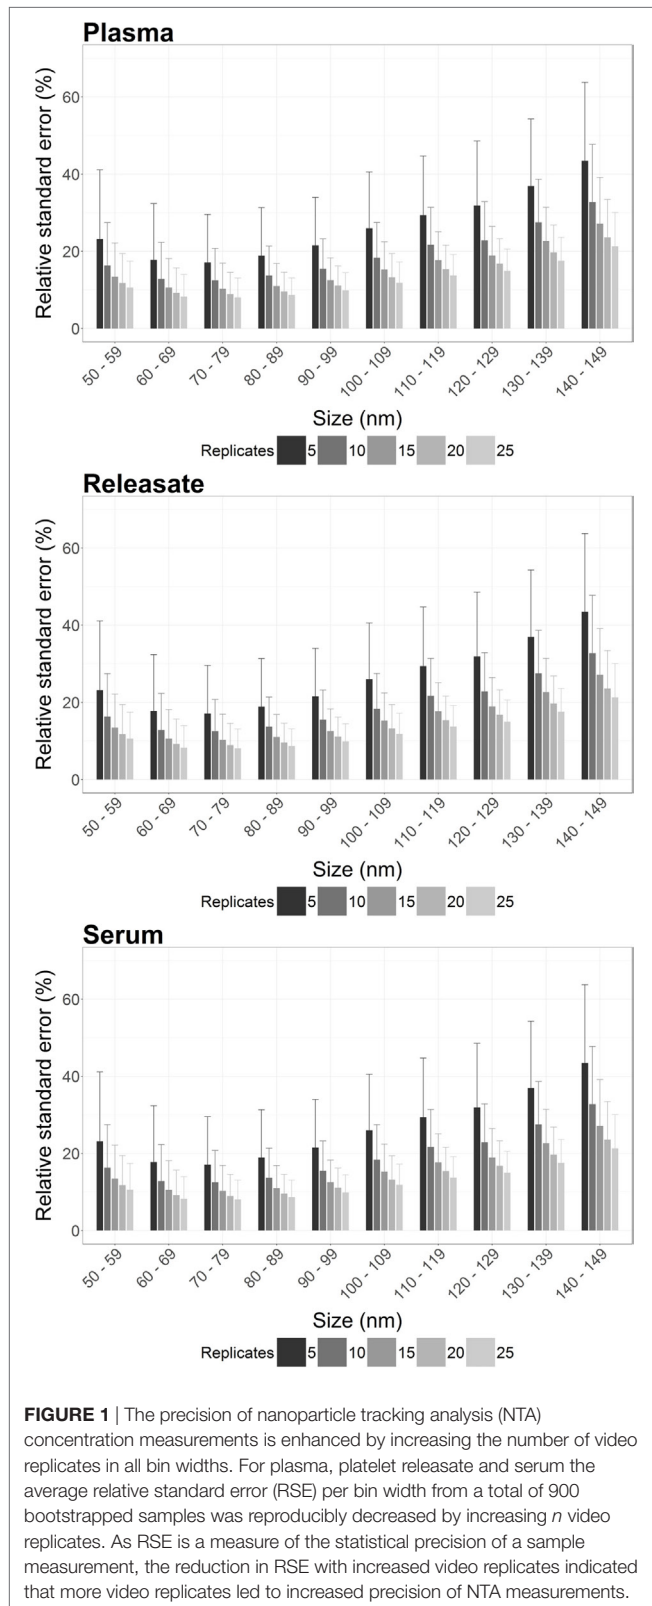 Plasma
Relative standard error (%)
60
40
20
0
50 - 59
60 - 69
70 - 79
80 - 89
90 - 99
100 - 109
110 - 119
120 - 129
130 - 139
140 - 149
Size (nm)
Replicates 5 10 15 20 25
Releasate
Relative standard error (%)
60
40
20
0
50 - 59
60 - 69
70 - 79
80 - 89
90 - 99
100 - 109
110 - 119
120 - 129
130 - 139
140 - 149
Size (nm)
Replicates 5 10 15 20 25
Serum
Relative standard error (%)
60
40
20
0
50 - 59
60 - 69
70 - 79
80 - 89
90 - 99
100 - 109
110 - 119
120 - 129
130 - 139
140 - 149
Size (nm)
Replicates 5 10 15 20 25
FIGURE 1 | The precision of nanoparticle tracking analysis (NTA)
concentration measurements is enhanced by increasing the number of video
replicates in all bin widths. For plasma, platelet releasate and serum the
average relative standard error (RSE) per bin width from a total of 900
bootstrapped samples was reproducibly decreased by increasing n video
replicates. As RSE is a measure of the statistical precision of a sample
measurement, the reduction in RSE with increased video replicates indicated
that more video replicates led to increased precision of NTA measurements.